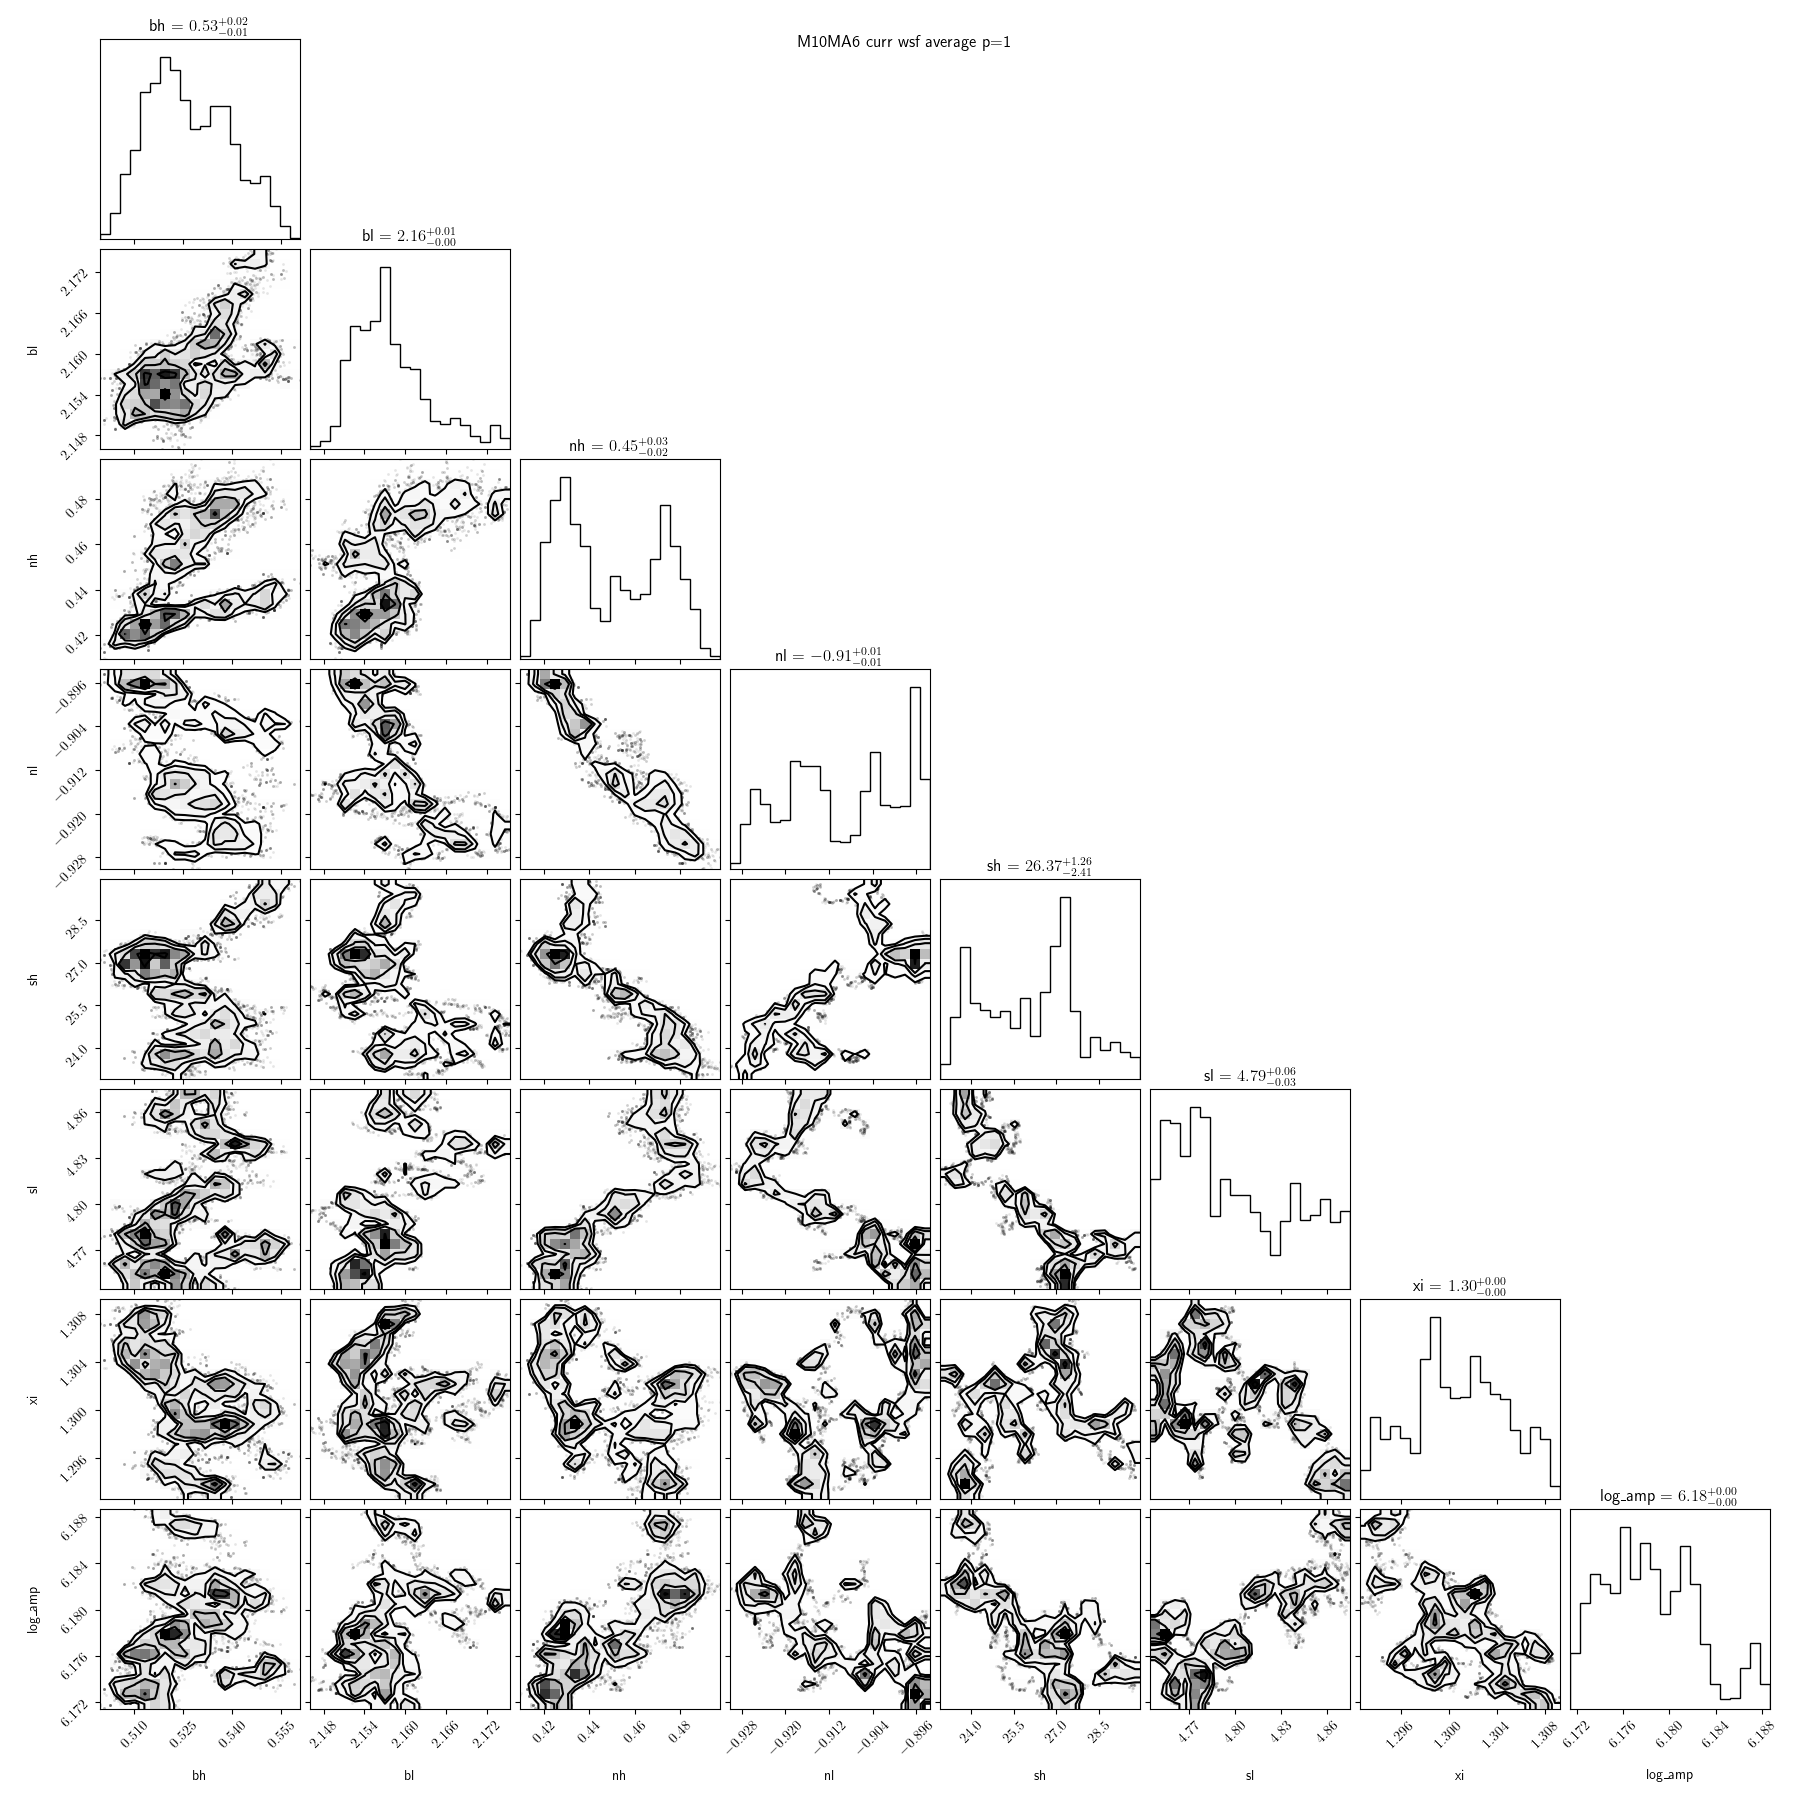 bh = 0.53+0.02 −0.01
M10MA6 curr wsf average p=1
bl = 2.16+0.01 −0.00
2.172
2.166
2.160
2.154
2.148
bl
nh = 0.45+0.03 −0.02
0.48
0.46
0.44
0.42
nh
nl = −0.91+0.01 −0.01
−0.896
−0.904
−0.912
−0.920
−0.928
nl
sh = 26.37+1.26 −2.41
28.5
27.0
25.5
24.0
sh
sl = 4.79+0.06 −0.03
4.86
4.83
4.80
4.77
sl
xi = 1.30+0.00 −0.00
1.308
1.304
1.300
1.296
xi
log_amp = 6.18+0.00 −0.00
6.188
6.184
6.180
6.176
6.172
log_amp
0.510 0.525 0.540 0.555 2.148 2.154 2.160 2.166 2.172 0.42 0.44 0.46 0.48 −0.928 −0.920 −0.912 −0.904 −0.896 24.0 25.5 27.0 28.5 4.77 4.80 4.83 4.86 1.296 1.300 1.304 1.308 6.172 6.176 6.180 6.184 6.188
bh bl nh nl sh sl xi log_amp